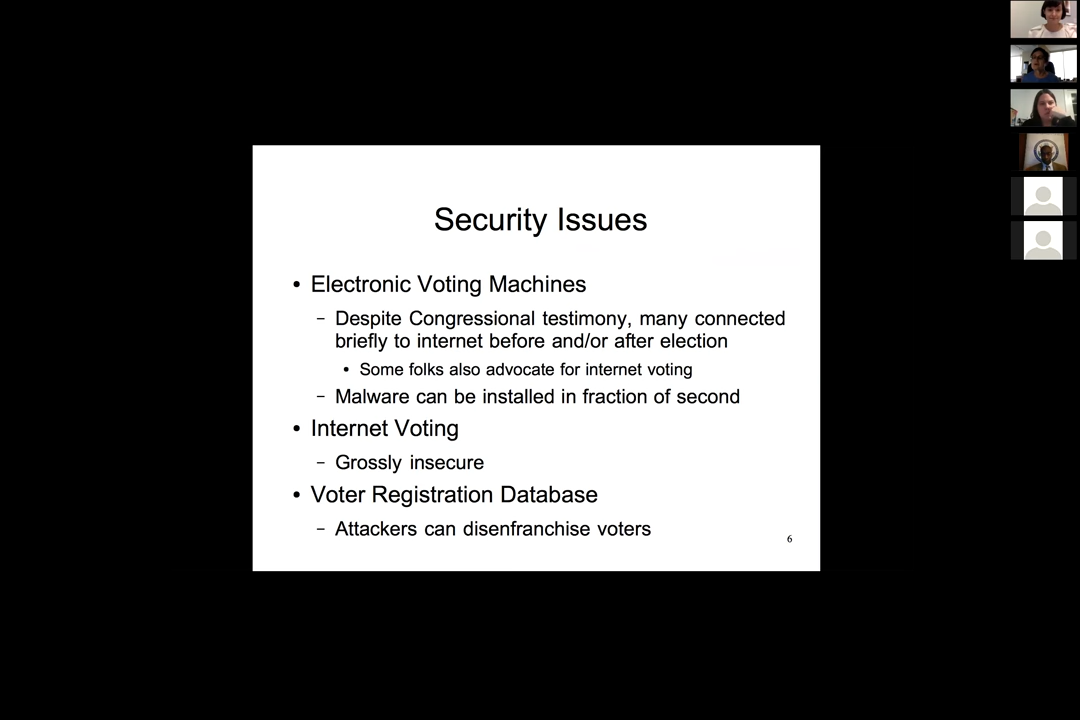 Security Issues
• Electronic Voting Machines
– Despite Congressional testimony, many connected
briefly to internet before and/or after election
• Some folks also advocate for internet voting
– Malware can be installed in fraction of second
• Internet Voting
– Grossly insecure
• Voter Registration Database
– Attackers can disenfranchise voters
6